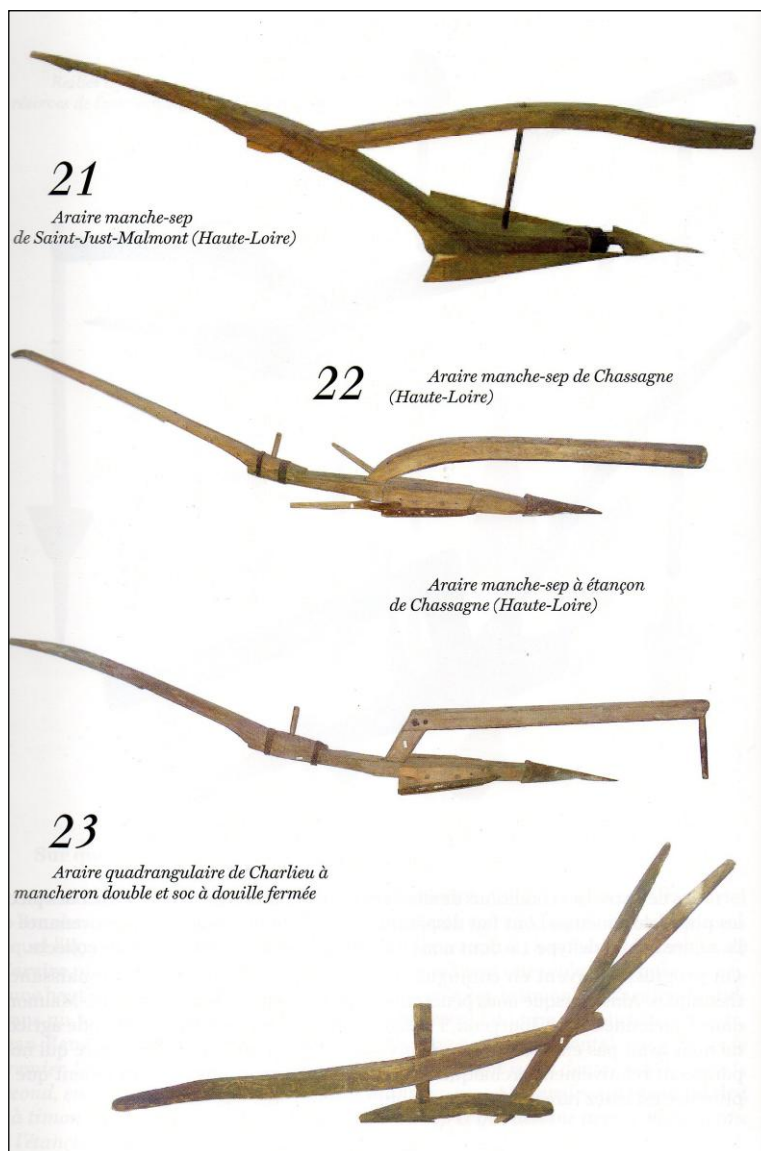 21
Araire manche-sep
de Saint-Just-Malmont (Haute-Loire)
22
Araire manche-sep de Chassagne
(Haute-Loire)
Araire manche-sep à étançon
de Chassagne (Haute-Loire)
23
Araire quadrangulaire de Charlieu à
mancheron double et soc à douille fermée